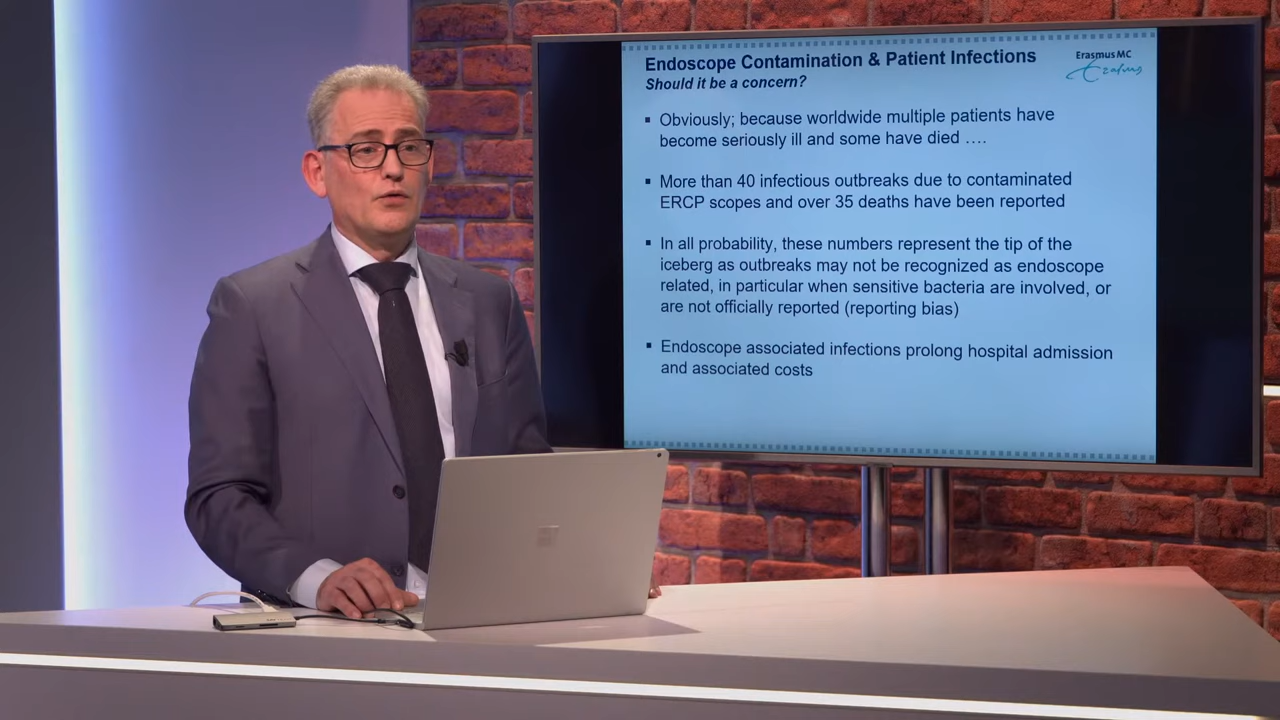 Endoscope Contamination & Patient Infections
Should it be a concern?
Erasmus MC
Erasmus
▪ Obviously; because worldwide multiple patients have
become seriously ill and some have died ….
▪ More than 40 infectious outbreaks due to contaminated
ERCP scopes and over 35 deaths have been reported
▪ In all probability, these numbers represent the tip of the
iceberg as outbreaks may not be recognized as endoscope
related, in particular when sensitive bacteria are involved, or
are not officially reported (reporting bias)
▪ Endoscope associated infections prolong hospital admission
and associated costs